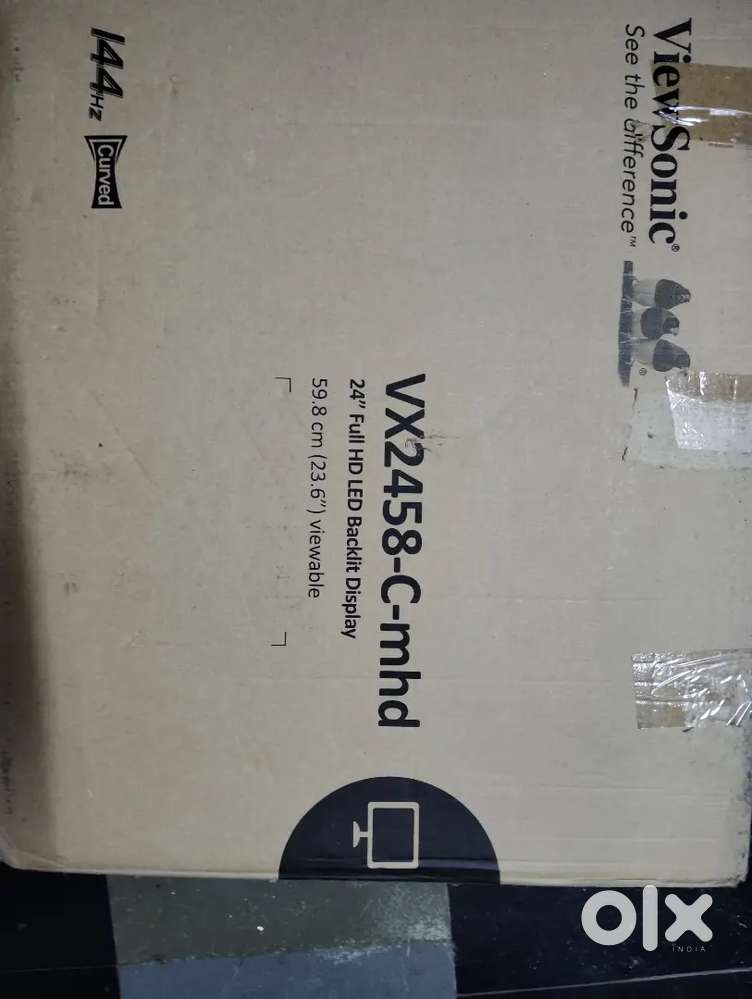 ViewSonic®
See the difference™
®
VX2458-C-mhd
24” Full HD LED Backlit Display
59.8 cm (23.6”) viewable
144Hz
Curved
olx
INDIA